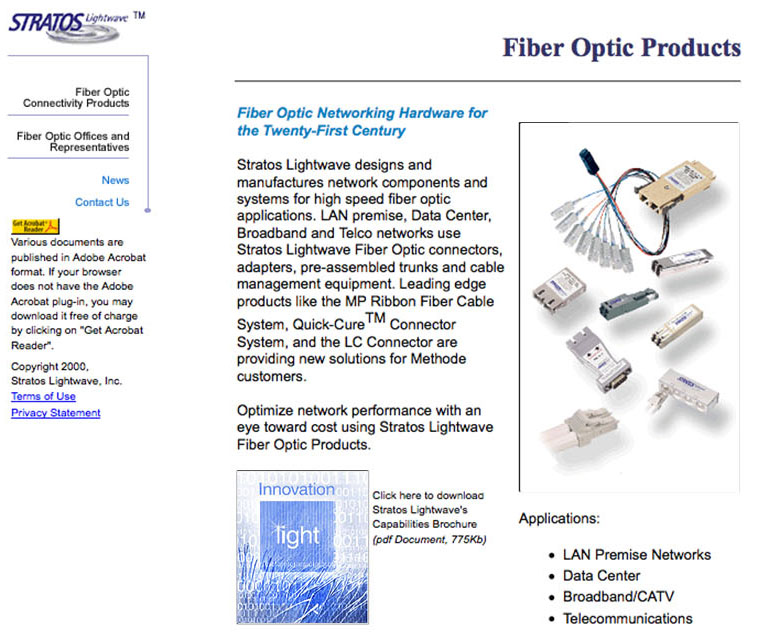 STRATOS Lightwave TM
Fiber Optic Products
Fiber Optic
Connectivity Products
Fiber Optic Offices and
Representatives
News
Contact Us
Get Acrobat
Reader
Various documents are
published in Adobe Acrobat
format. If your browser
does not have the Adobe
Acrobat plug-in, you may
download it free of charge
by clicking on "Get Acrobat
Reader".
Copyright 2000,
Stratos Lightwave, Inc.
Terms of Use
Privacy Statement
Fiber Optic Networking Hardware for
the Twenty-First Century
Stratos Lightwave designs and
manufactures network components and
systems for high speed fiber optic
applications. LAN premise, Data Center,
Broadband and Telco networks use
Stratos Lightwave Fiber Optic connectors,
adapters, pre-assembled trunks and cable
management equipment. Leading edge
products like the MP Ribbon Fiber Cable
System, Quick-Cure TM Connector
System, and the LC Connector are
providing new solutions for Methode
customers.
Optimize network performance with an
eye toward cost using Stratos Lightwave
Fiber Optic Products.
Innovation
light
Click here to download
Stratos Lightwave's
Capabilities Brochure
(pdf Document, 775Kb)
STRATOS
Applications:
• LAN Premise Networks
• Data Center
• Broadband/CATV
• Telecommunications